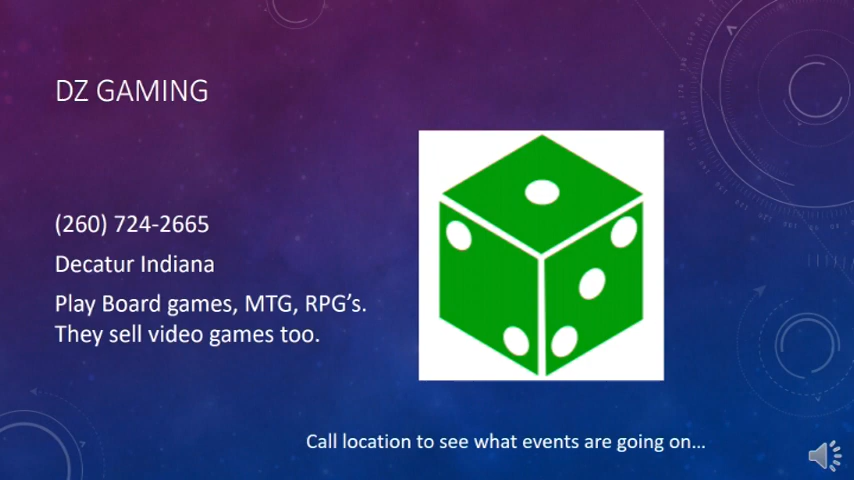 DZ GAMING
(260) 724-2665
Decatur Indiana
Play Board games, MTG, RPG’s.
They sell video games too.
Call location to see what events are going on...